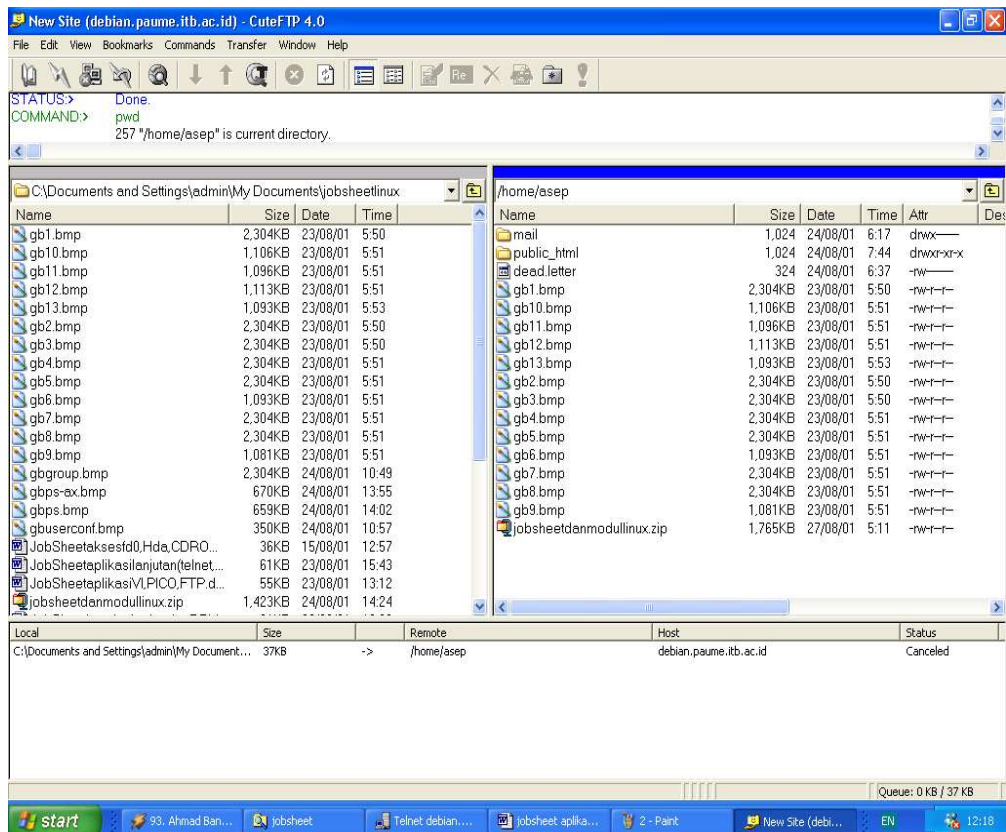 New Site (debian.paume.itb.ac.id) - CuteFTP 4.0
File Edit View Bookmarks Commands Transfer Window Help
STATUS:> Done.
COMMAND:> pwd
257 "/home/asep" is current directory.
C:\Documents and Settings\admin\My Documents\jobsheetlinux
Name Size Date Time
gb1.bmp 2,304KB 23/08/01 5:50
gb10.bmp 1,106KB 23/08/01 5:51
gb11.bmp 1,096KB 23/08/01 5:51
gb12.bmp 1,113KB 23/08/01 5:51
gb13.bmp 1,093KB 23/08/01 5:53
gb2.bmp 2,304KB 23/08/01 5:50
gb3.bmp 2,304KB 23/08/01 5:50
gb4.bmp 2,304KB 23/08/01 5:51
gb5.bmp 2,304KB 23/08/01 5:51
gb6.bmp 1,093KB 23/08/01 5:51
gb7.bmp 2,304KB 23/08/01 5:51
gb8.bmp 2,304KB 23/08/01 5:51
gb9.bmp 1,081KB 23/08/01 5:51
gbgroup.bmp 2,304KB 24/08/01 10:49
gbps-ax.bmp 670KB 24/08/01 13:55
gbps.bmp 659KB 24/08/01 14:02
gbuserconf.bmp 350KB 24/08/01 10:57
JobSheetaksesfd0,Hda,CDRO... 36KB 15/08/01 12:57
JobSheetaplikasilanjutan(telnet,... 61KB 23/08/01 15:43
JobSheetaplikasiVI,PICO,FTP.d... 55KB 23/08/01 13:12
jobsheetdanmodullinux.zip 1,423KB 24/08/01 14:24
/home/asep
Name Size Date Time Attr Des
mail 1,024 24/08/01 6:17 drwx------
public_html 1,024 24/08/01 7:44 drwxr-xr-x
dead.letter 324 24/08/01 6:37 -rw-------
gb1.bmp 2,304KB 23/08/01 5:50 -rw-r--r--
gb10.bmp 1,106KB 23/08/01 5:51 -rw-r--r--
gb11.bmp 1,096KB 23/08/01 5:51 -rw-r--r--
gb12.bmp 1,113KB 23/08/01 5:51 -rw-r--r--
gb13.bmp 1,093KB 23/08/01 5:53 -rw-r--r--
gb2.bmp 2,304KB 23/08/01 5:50 -rw-r--r--
gb3.bmp 2,304KB 23/08/01 5:50 -rw-r--r--
gb4.bmp 2,304KB 23/08/01 5:51 -rw-r--r--
gb5.bmp 2,304KB 23/08/01 5:51 -rw-r--r--
gb6.bmp 1,093KB 23/08/01 5:51 -rw-r--r--
gb7.bmp 2,304KB 23/08/01 5:51 -rw-r--r--
gb8.bmp 2,304KB 23/08/01 5:51 -rw-r--r--
gb9.bmp 1,081KB 23/08/01 5:51 -rw-r--r--
jobsheetdanmodullinux.zip 1,765KB 27/08/01 5:11 -rw-r--r--
Local Size Remote Host Status
C:\Documents and Settings\admin\My Document... 37KB -> /home/asep debian.paume.itb.ac.id Canceled
Queue: 0 KB / 37 KB
start 93. Ahmad Ban... jobsheet Telnet debian.... jobsheet aplika... 2 - Paint New Site (debi... EN 12:18